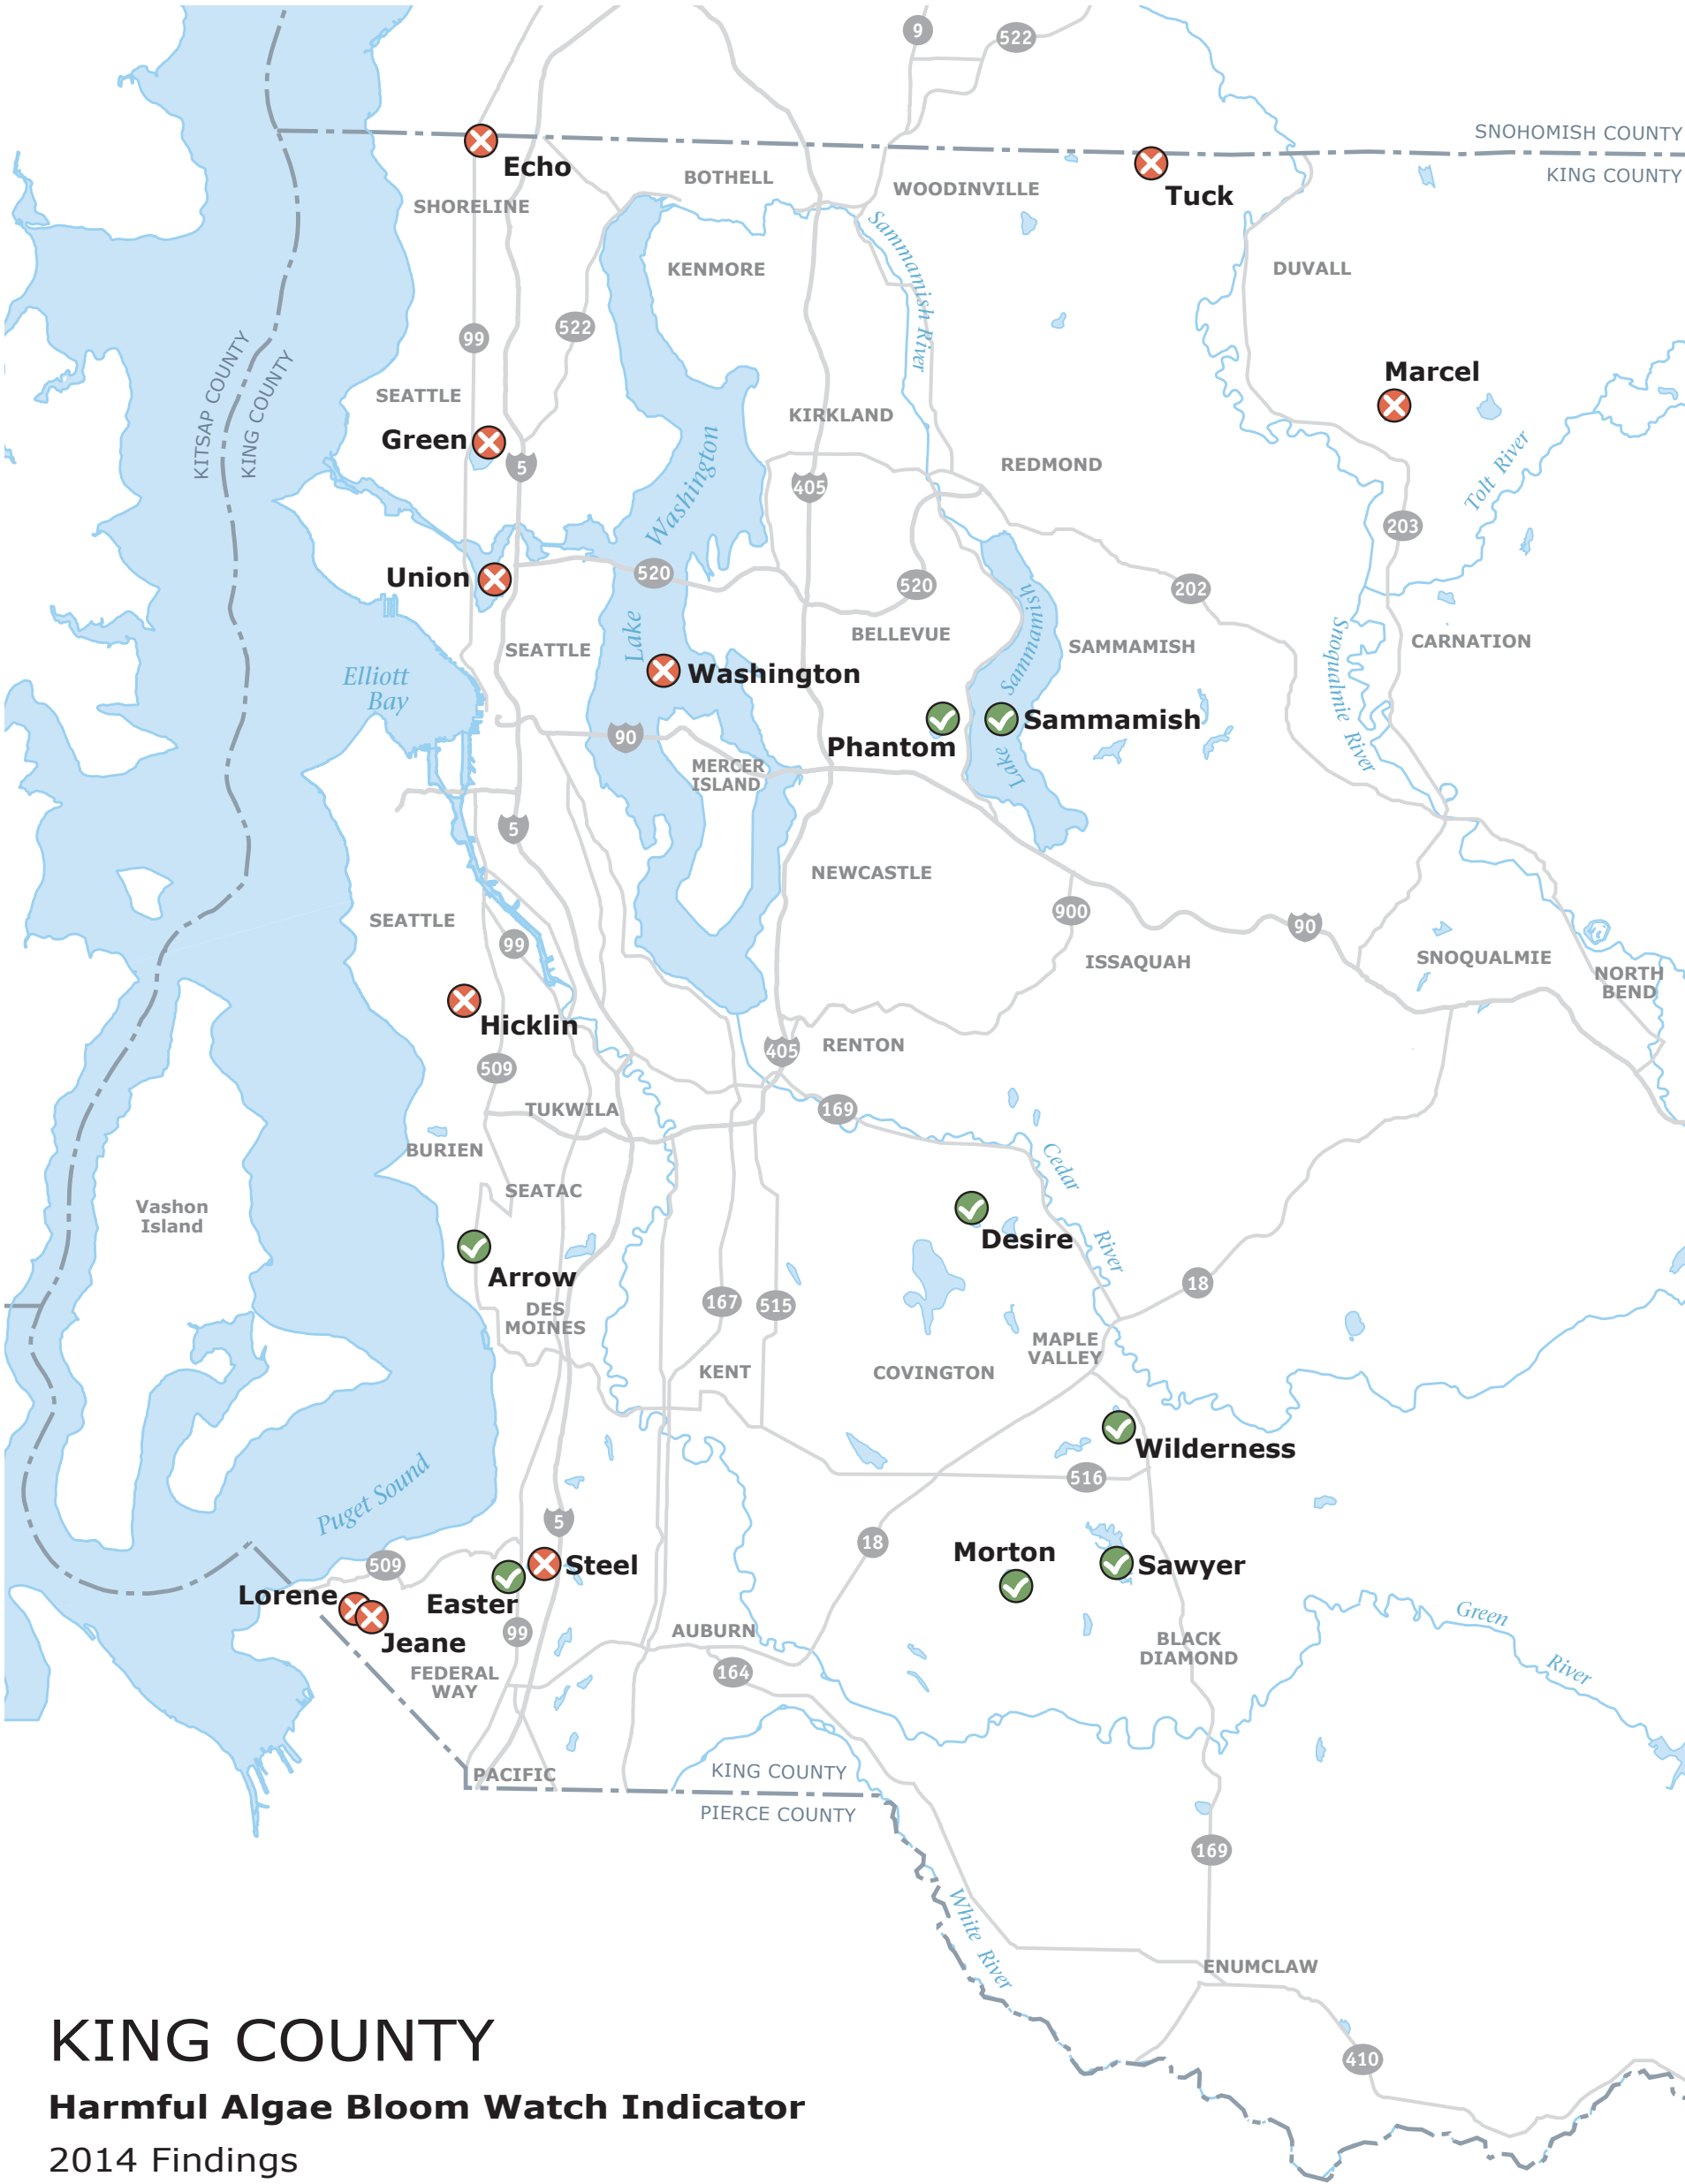 9
522
SNOHOMISH COUNTY
KING COUNTY
Echo
Tuck
BOTHELL
WOODINVILLE
SHORELINE
Sammamish River
KENMORE
DUVALL
99
522
KITSAP COUNTY
KING COUNTY
Marcel
SEATTLE
KIRKLAND
Green
5
REDMOND
405
Tolt River
203
Lake Washington
Union
520
520
202
BELLEVUE
SEATTLE
SAMMAMISH
CARNATION
Elliott
Bay
Washington
Lake Sammamish
Snoqualmie River
Phantom
Sammamish
90
MERCER
ISLAND
5
NEWCASTLE
SEATTLE
900
90
99
ISSAQUAH
SNOQUALMIE
NORTH
BEND
Hicklin
405
RENTON
509
TUKWILA
169
BURIEN
Cedar River
SEATAC
Vashon
Island
Desire
Arrow
DES
MOINES
167
515
18
MAPLE
VALLEY
KENT
COVINGTON
Wilderness
516
Puget Sound
5
18
Morton
Sawyer
509
Steel
Easter
Lorene
Jeane
99
AUBURN
Green River
BLACK
DIAMOND
FEDERAL
WAY
164
PACIFIC
KING COUNTY
PIERCE COUNTY
169
White River
ENUMCLAW
410
KING COUNTY
Harmful Algae Bloom Watch Indicator
2014 Findings